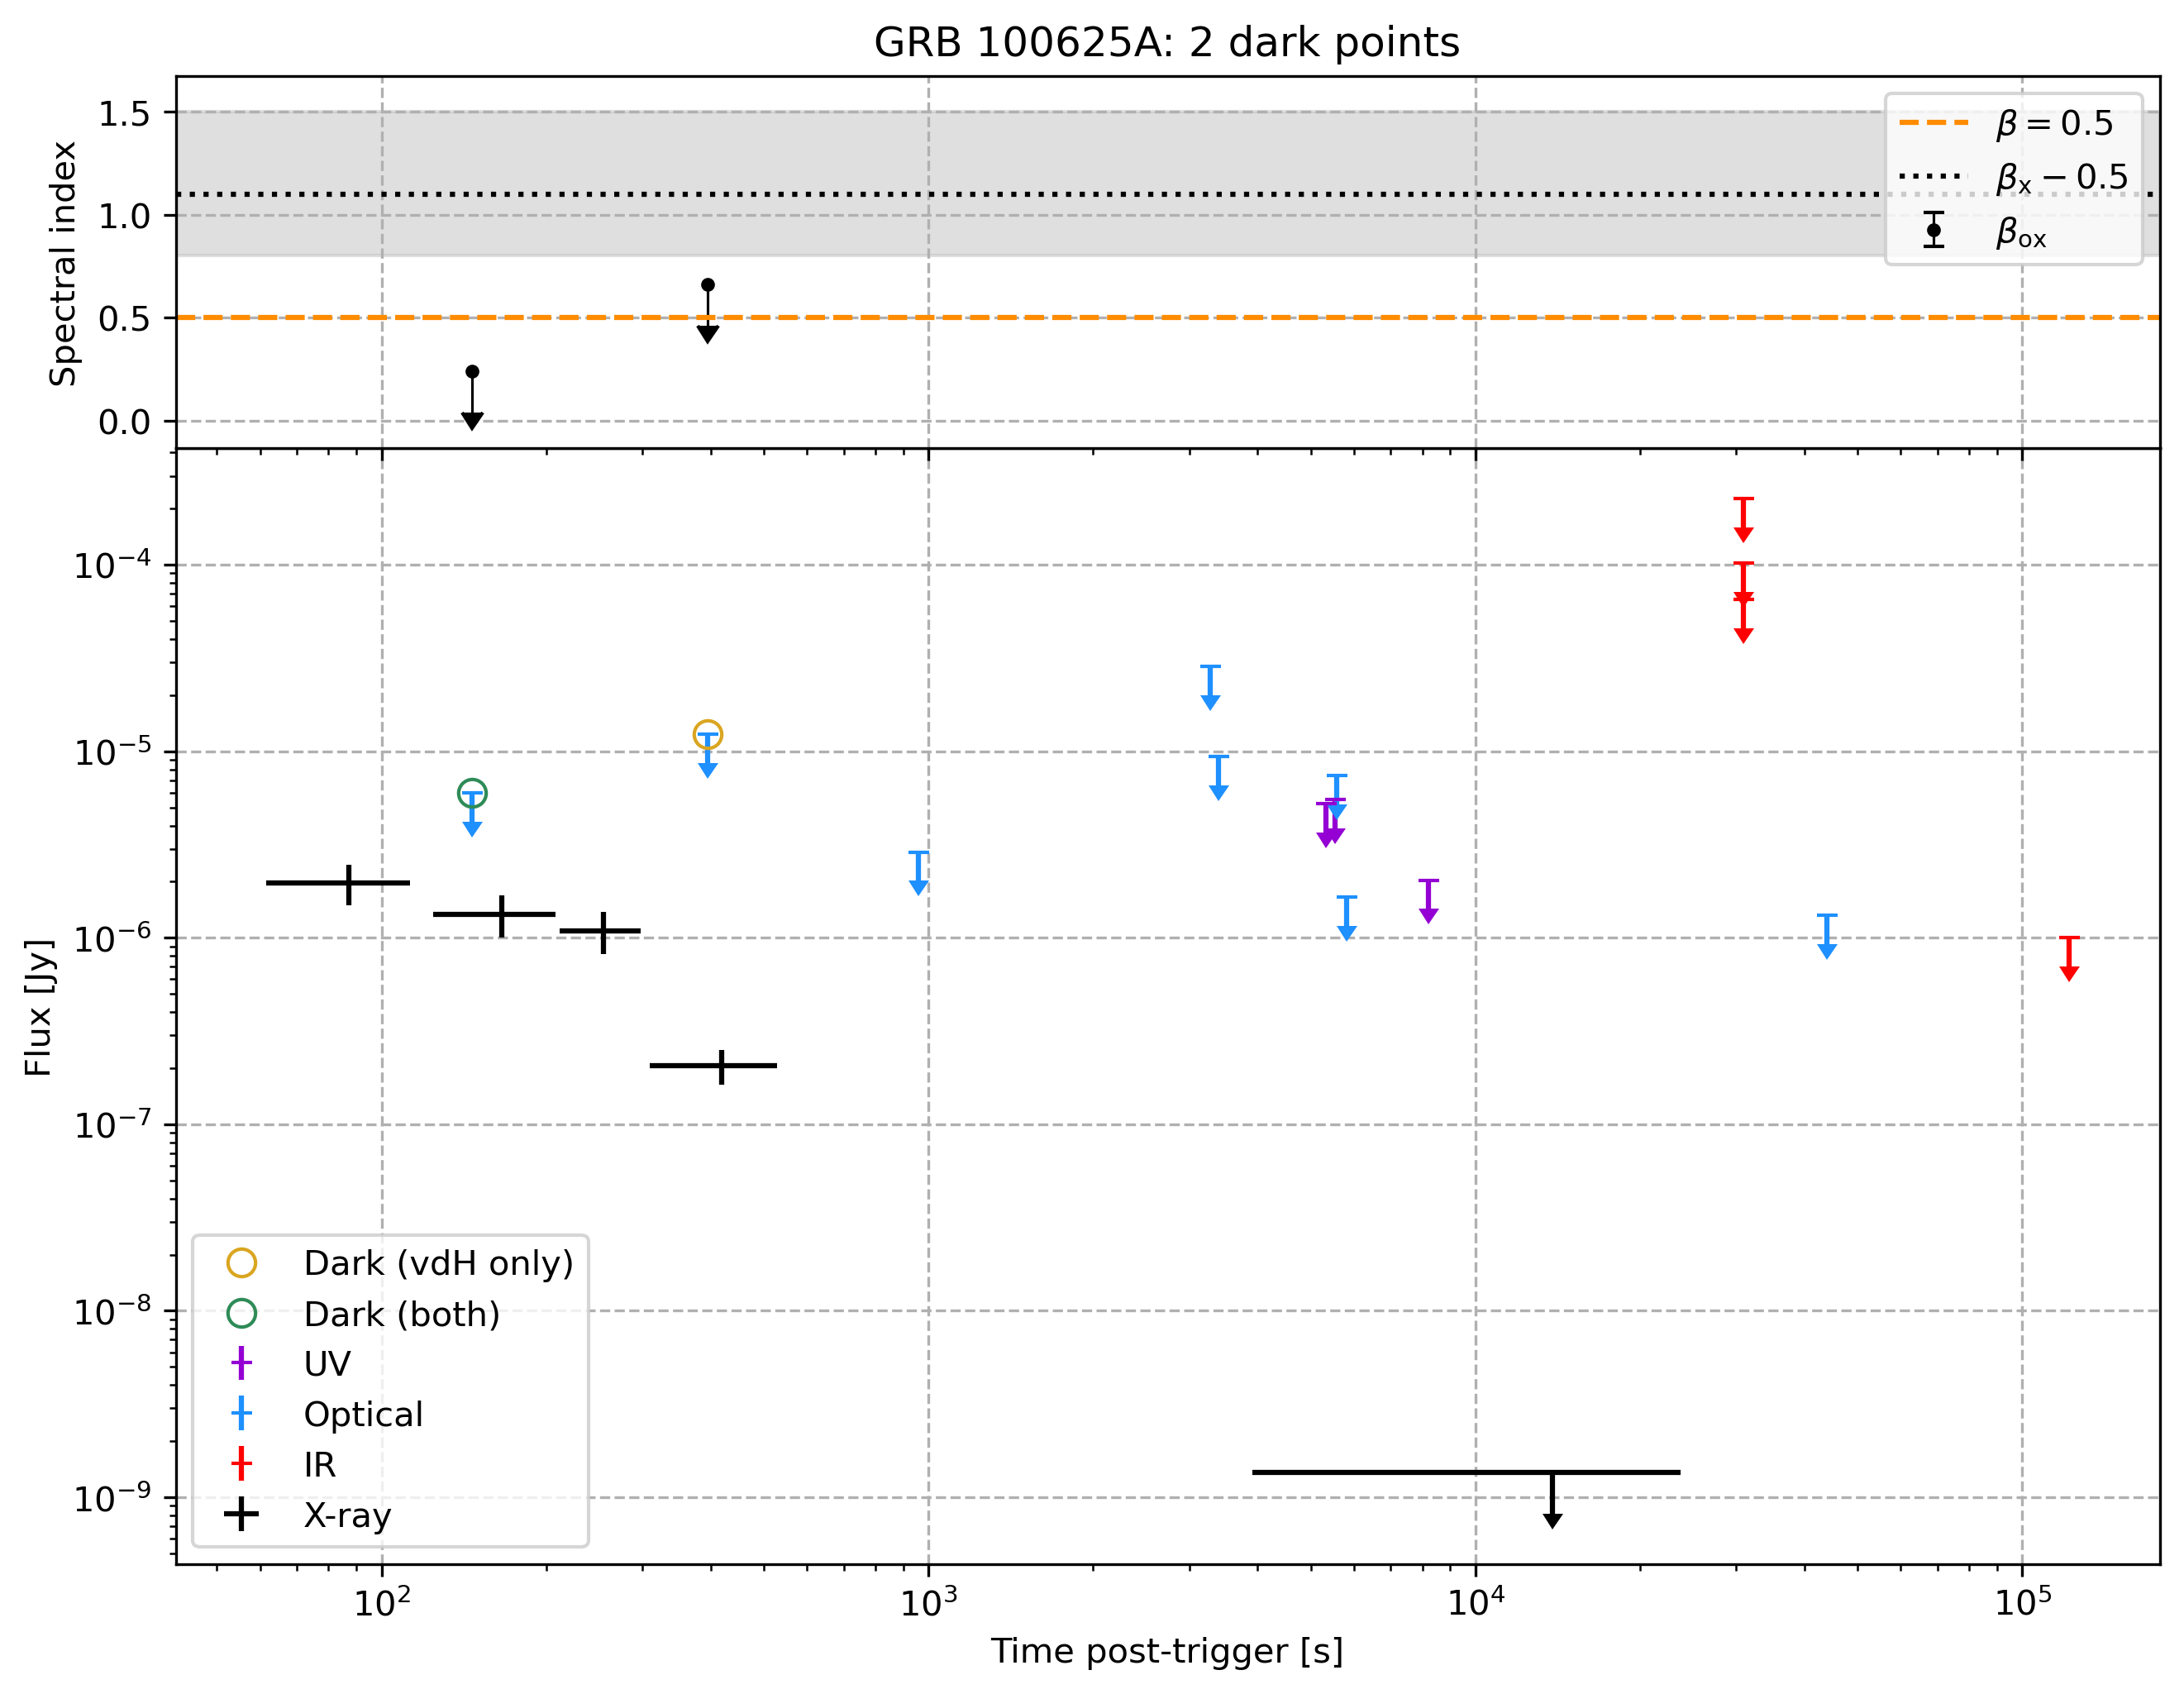 GRB 100625A: 2 dark points
Spectral index
1.5
1.0
0.5
0.0
β = 0.5
βₓ − 0.5
βₒₓ
Flux [Jy]
10⁻⁴
10⁻⁵
10⁻⁶
10⁻⁷
10⁻⁸
10⁻⁹
Dark (vdH only)
Dark (both)
UV
Optical
IR
X-ray
10²
10³
10⁴
10⁵
Time post-trigger [s]